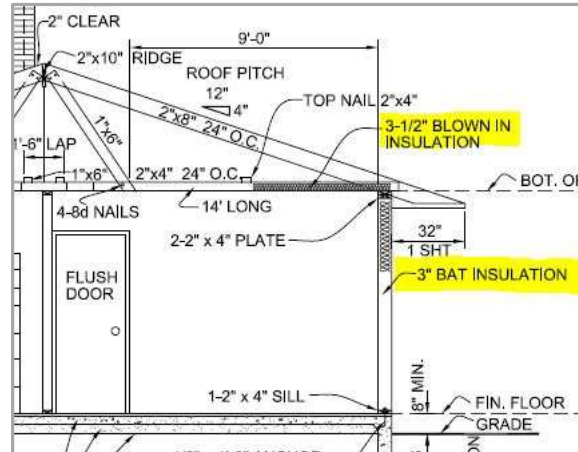 2" CLEAR
9'-0"
2"x10" RIDGE
ROOF PITCH
12"
4"
TOP NAIL 2"x4"
2"x8" 24" O.C.
3-1/2" BLOWN IN
INSULATION
1"x6"
1'-6" LAP
1"x6"
2"x4" 24" O.C.
BOT. OF
4-8d NAILS
14' LONG
2-2" x 4" PLATE
32"
1 SHT
3" BAT INSULATION
FLUSH
DOOR
8" MIN.
1-2" x 4" SILL
FIN. FLOOR
GRADE
ON